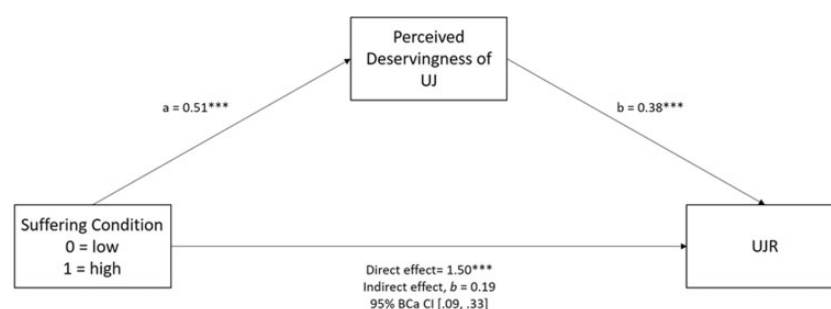 Perceived
Deservingness of
UJ
a = 0.51***
b = 0.38***
Suffering Condition
0 = low
1 = high
UJR
Direct effect= 1.50***
Indirect effect, b = 0.19
95% BCa CI [.09, .33]